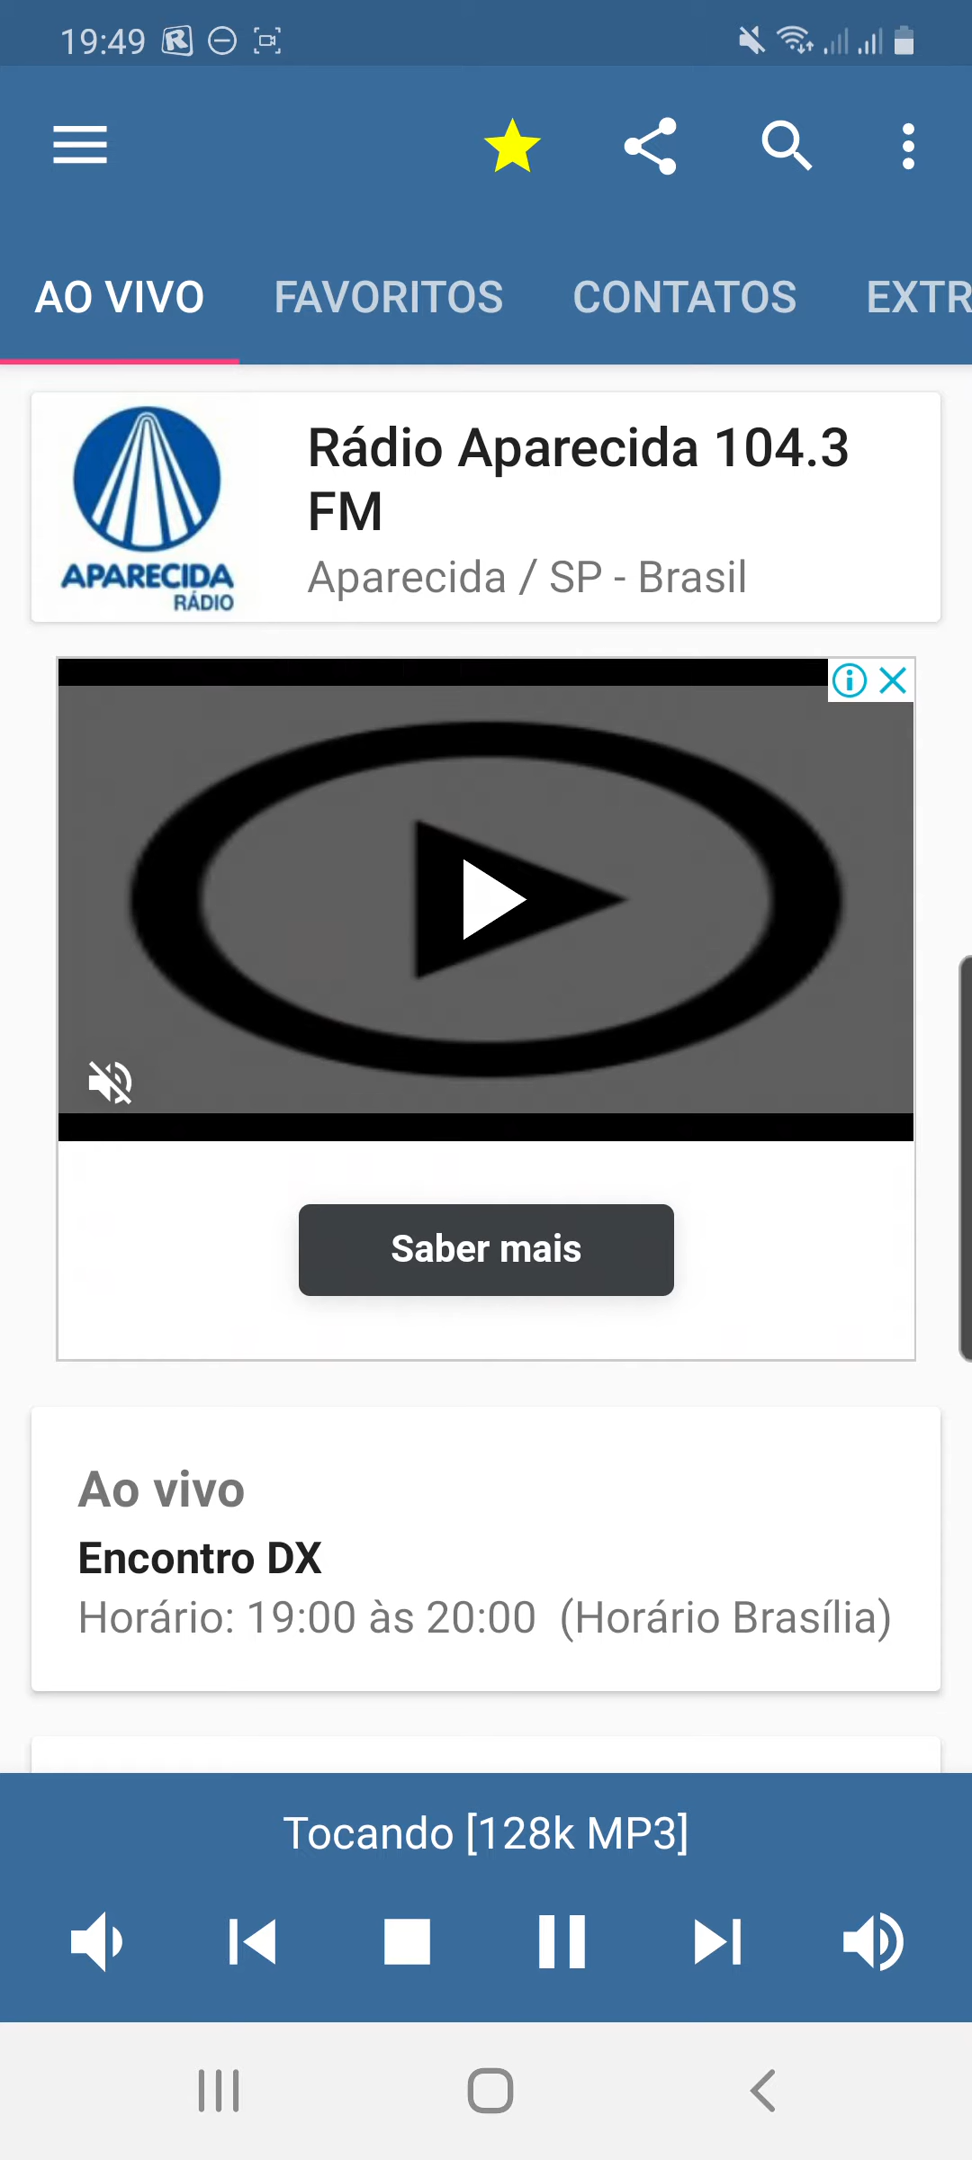 19:49
AO VIVO FAVORITOS CONTATOS EXTR
APARECIDA
RÁDIO
Rádio Aparecida 104.3
FM
Aparecida / SP - Brasil
Saber mais
Ao vivo
Encontro DX
Horário: 19:00 às 20:00 (Horário Brasília)
Tocando [128k MP3]